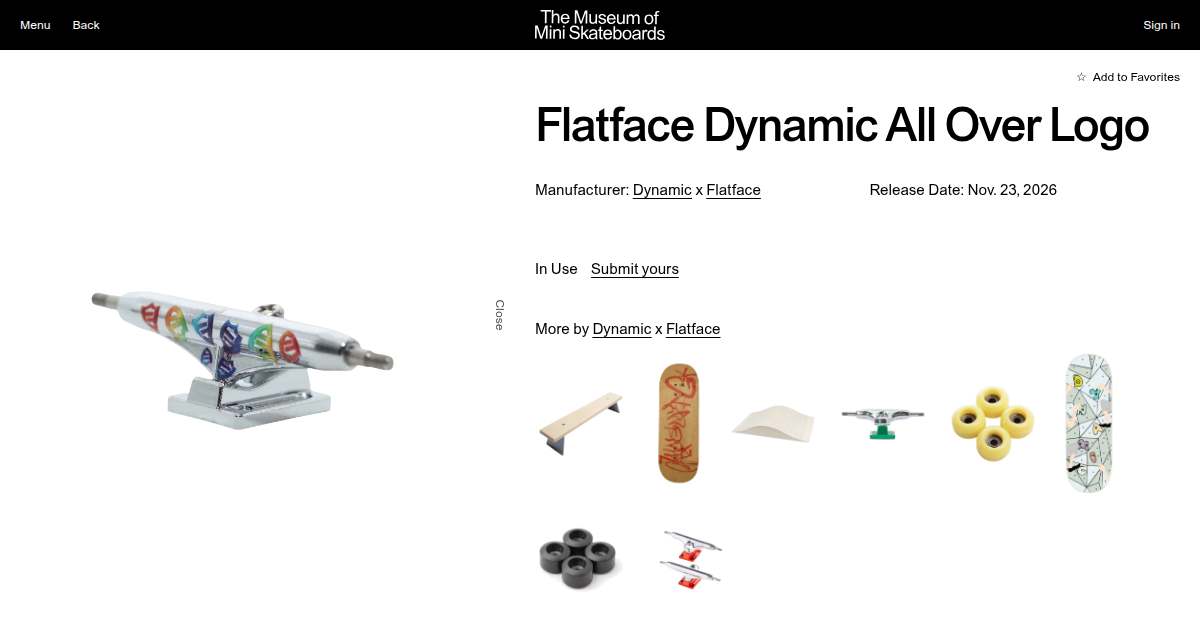 Menu Back
The Museum of
Mini Skateboards
Sign in
☆ Add to Favorites
Flatface Dynamic All Over Logo
Manufacturer: Dynamic x Flatface
Release Date: Nov. 23, 2026
Close
In Use Submit yours
More by Dynamic x Flatface